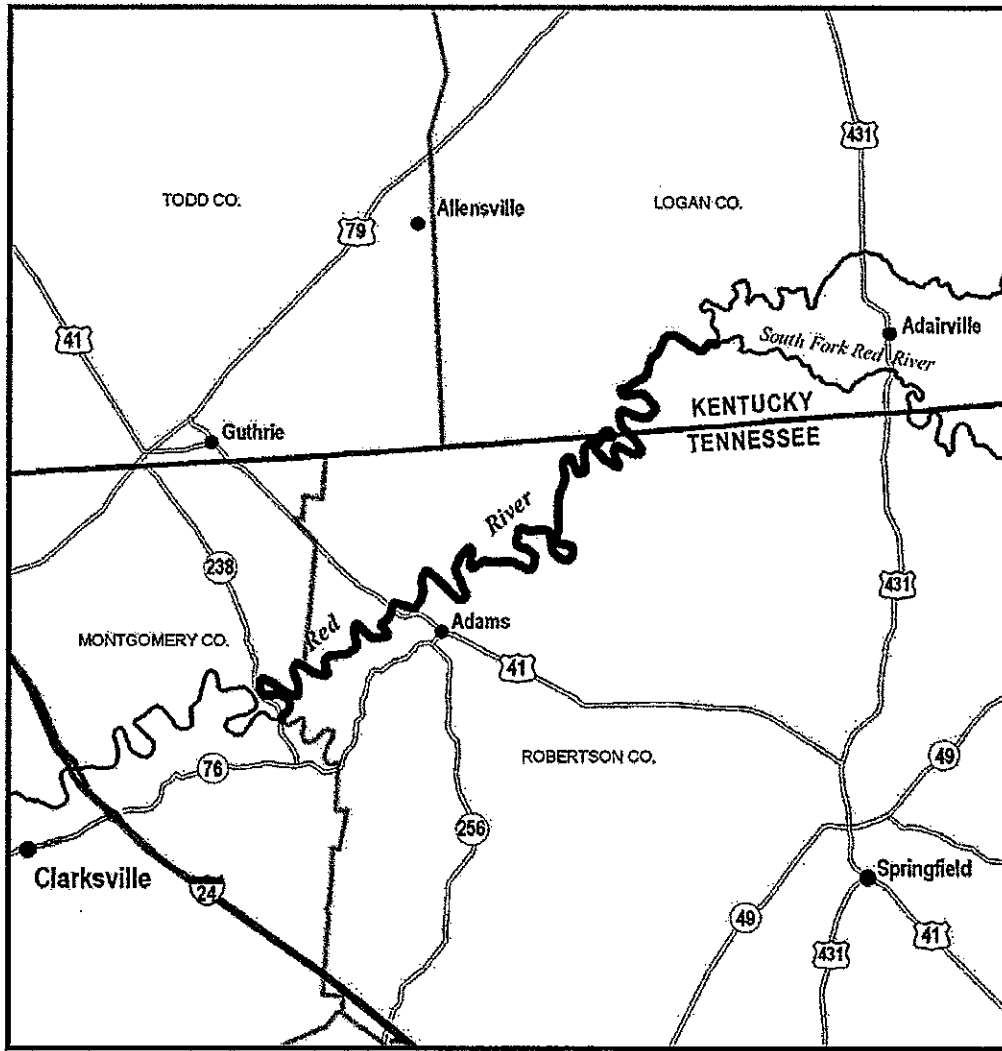 431
TODD CO.
LOGAN CO.
Allensville
79
41
Adairville
South Fork Red River
KENTUCKY
TENNESSEE
Guthrie
Red River
238
431
Adams
MONTGOMERY CO.
41
ROBERTSON CO.
49
76
256
Clarksville
24
Springfield
49
431
41